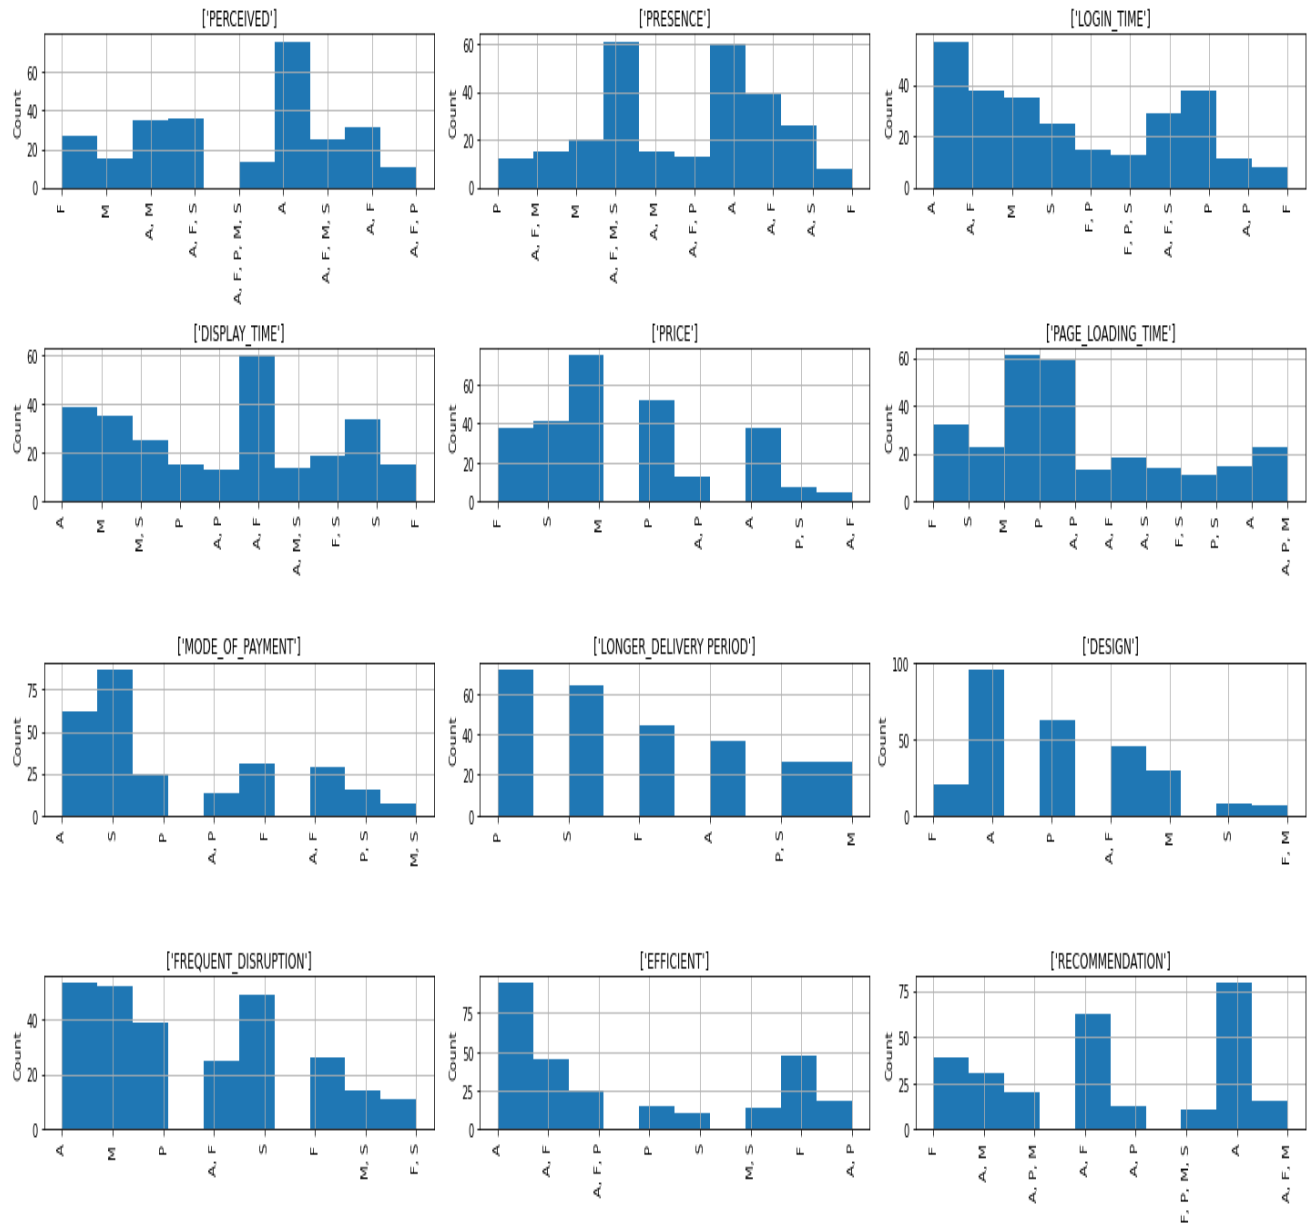 ['PERCEIVED']
Count
60
40
20
0
F
M
A, M
A, F, S
A, F, P, M, S
A
A, F, M, S
A, F
A, F, P
['PRESENCE']
Count
60
40
20
0
P
A, F, M
M
A, F, M, S
A, M
A, F, P
A
A, F
A, S
F
['LOGIN_TIME']
40
20
0
A
A, F
M
S
F, P
F, P, S
A, F, S
P
A, P
F
['DISPLAY_TIME']
Count
60
40
20
0
A
M
M, S
P
A, P
A, F
A, M, S
F, S
S
F
['PRICE']
Count
60
40
20
0
F
S
M
P
A, P
A
P, S
A, F
['PAGE_LOADING_TIME']
Count
60
40
20
0
F
S
M
P
A, P
A, F
A, S
F, S
P, S
A
A, P, M
['MODE_OF_PAYMENT']
Count
75
50
25
0
A
S
P
A, P
F
A, F
P, S
M, S
['LONGER_DELIVERY PERIOD']
Count
60
40
20
0
P
S
F
A
P, S
M
['DESIGN']
Count
100
50
0
F
A
P
A, F
M
S
F, M
['FREQUENT_DISRUPTION']
Count
40
20
0
A
M
P
A, F
S
F
M, S
F, S
['EFFICIENT']
Count
75
50
25
0
A
A, F
A, F, P
P
S
M, S
F
A, P
['RECOMMENDATION']
Count
75
50
25
0
F
A, M
A, P, M
A, F
A, P
F, P, M, S
A
A, F, M